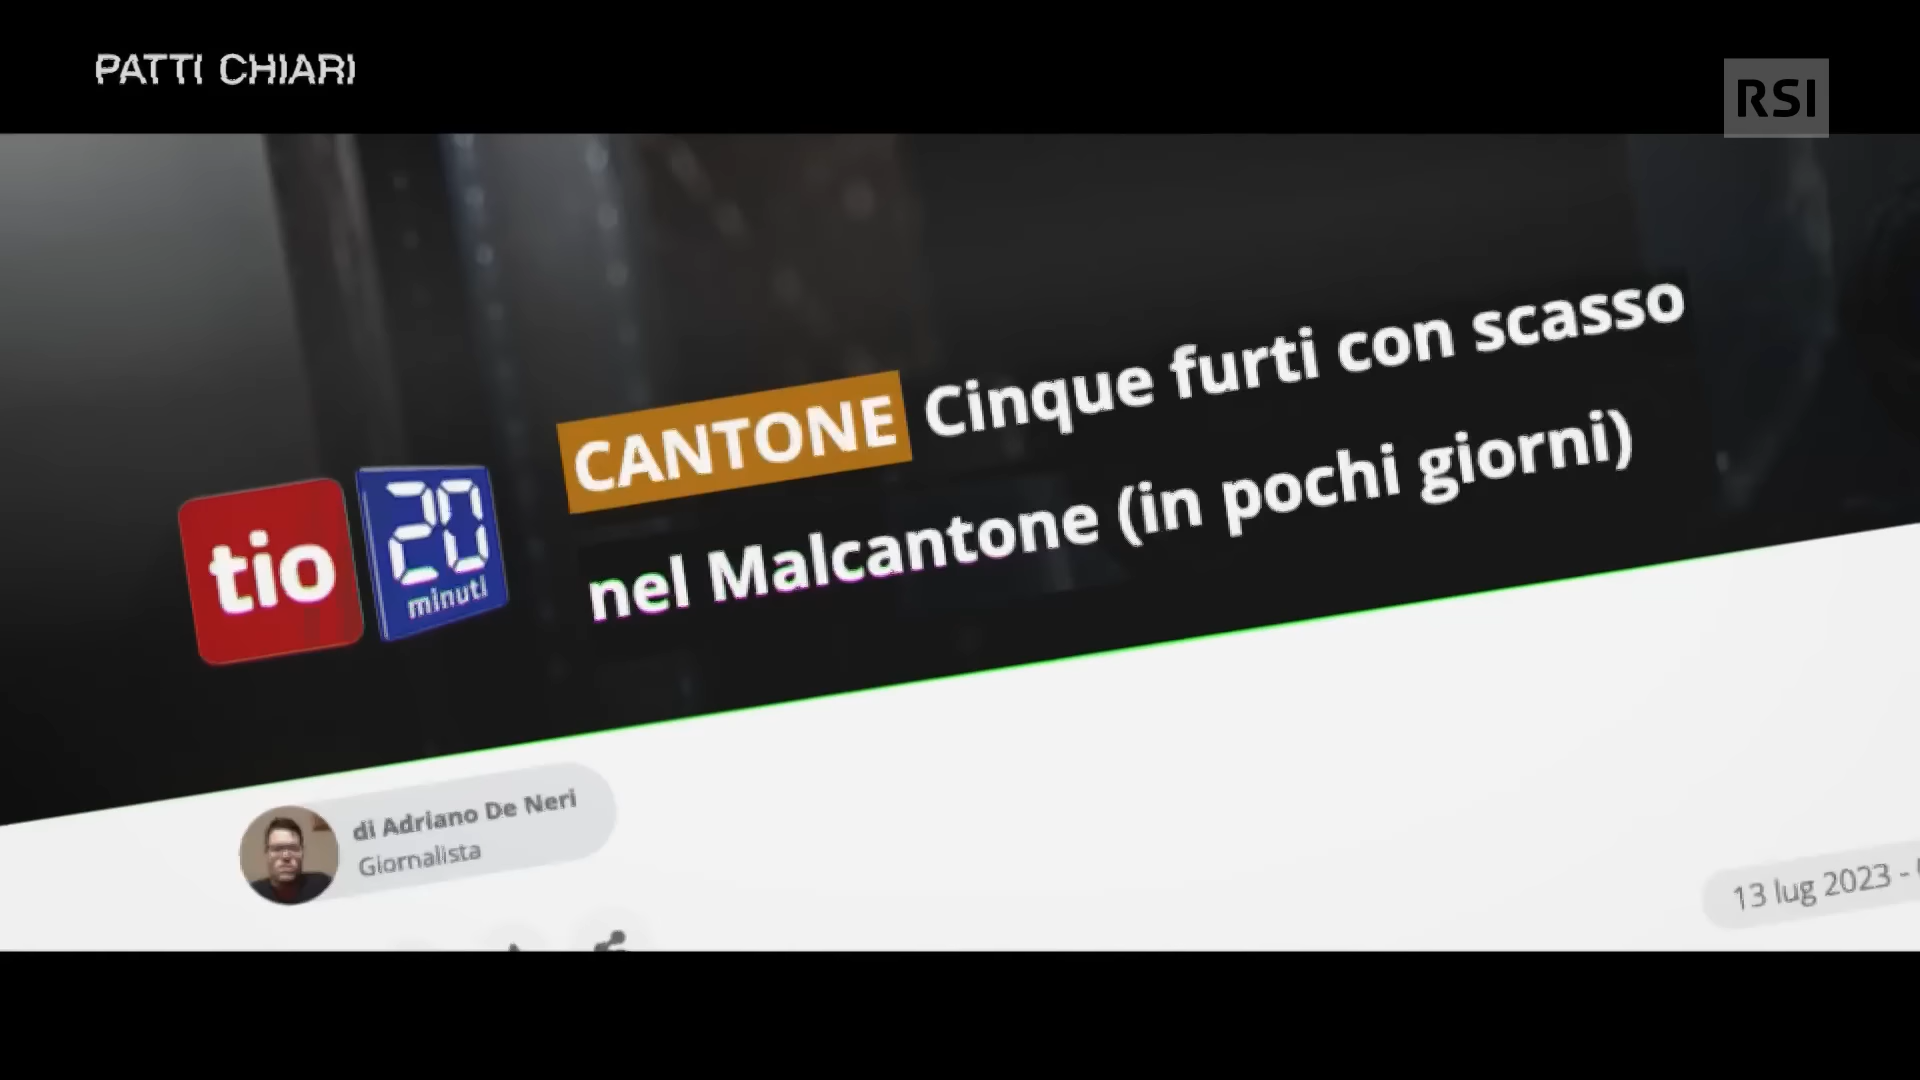 PATTI CHIARI
RSI
CANTONE Cinque furti con scasso
nel Malcantone (in pochi giorni)
tio
20
minuti
di Adriano De Neri
Giornalista
13 lug 2023 -